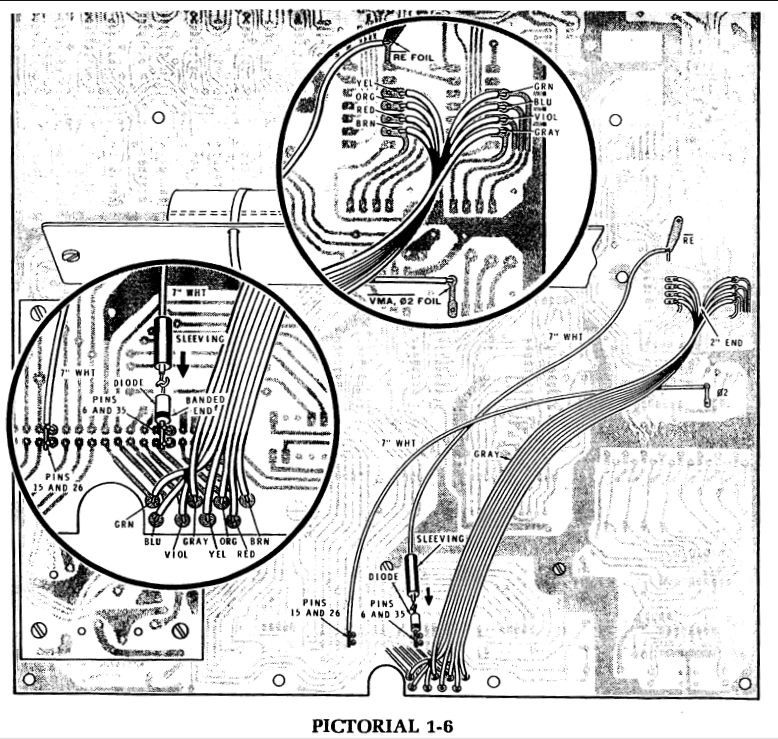 RE FOIL
YEL
ORG
RED
BRN
GRN
BLU
VIOL
GRAY
VMA, Ø2 FOIL
RE
7" WHT
2" END
Ø2
7" WHT
SLEEVING
7" WHT
DIODE
PINS
6 AND 35
BANDED
END
PINS
15 AND 26
GRN
BLU
VIOL
GRAY
YEL
ORG
RED
BRN
7" WHT
GRAY
SLEEVING
DIODE
PINS
15 AND 26
PINS
6 AND 35
PICTORIAL 1-6